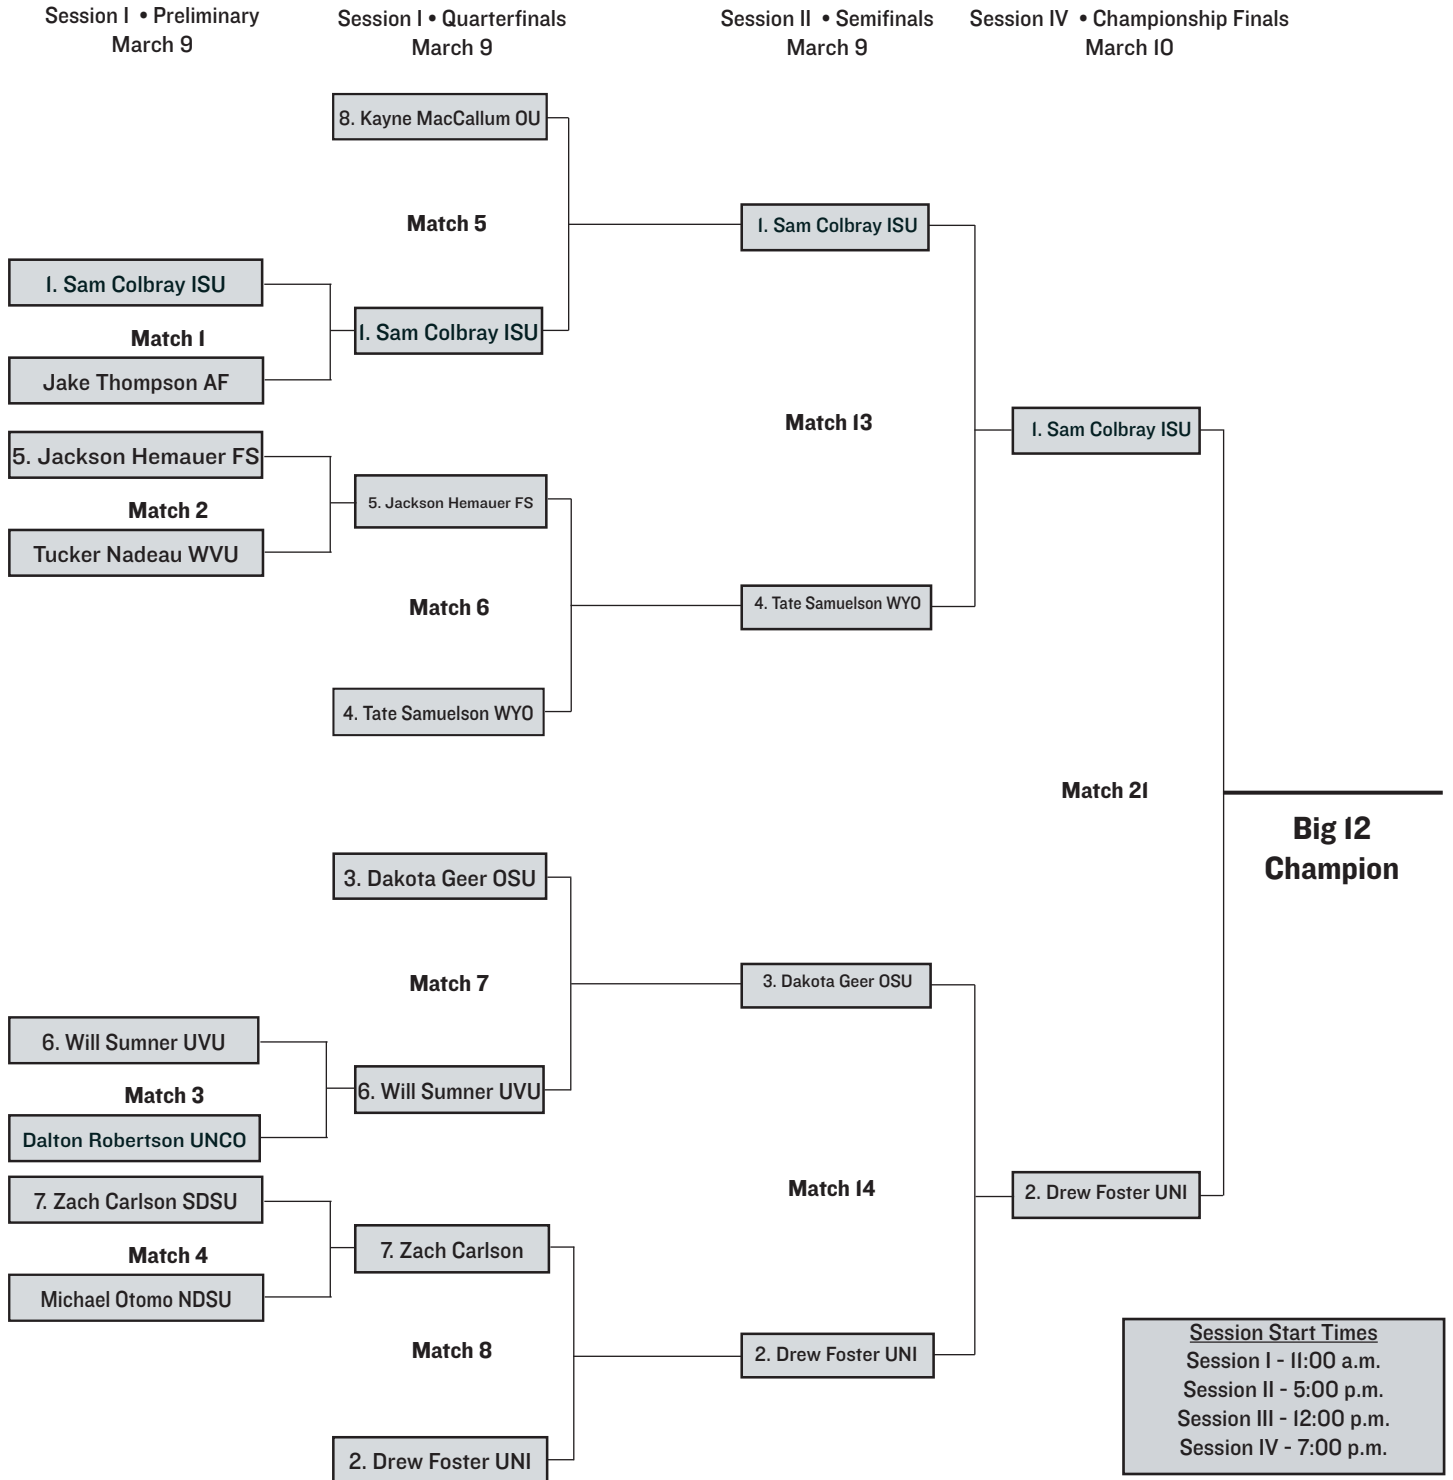 Session I • Preliminary
March 9
Session I • Quarterfinals
March 9
Session II • Semifinals
March 9
Session IV • Championship Finals
March 10
8. Kayne MacCallum OU
Match 5
1. Sam Colbray ISU
1. Sam Colbray ISU
Match 1
1. Sam Colbray ISU
Jake Thompson AF
Match 13
1. Sam Colbray ISU
5. Jackson Hemauer FS
Match 2
5. Jackson Hemauer FS
Tucker Nadeau WVU
Match 6
4. Tate Samuelson WYO
4. Tate Samuelson WYO
Match 21
Big 12
Champion
3. Dakota Geer OSU
Match 7
3. Dakota Geer OSU
6. Will Sumner UVU
Match 3
6. Will Sumner UVU
Dalton Robertson UNCO
7. Zach Carlson SDSU
Match 14
2. Drew Foster UNI
Match 4
7. Zach Carlson
Michael Otomo NDSU
Match 8
2. Drew Foster UNI
2. Drew Foster UNI
Session Start Times
Session I - 11:00 a.m.
Session II - 5:00 p.m.
Session III - 12:00 p.m.
Session IV - 7:00 p.m.